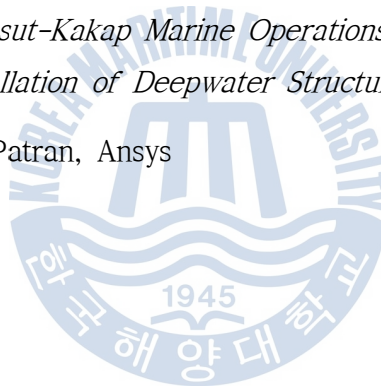 sut-Kakap Marine Operations
llation of Deepwater Structu
Patran, Ansys
KOREA MARITIME UNIVERSITY
1945
한국해양대학교